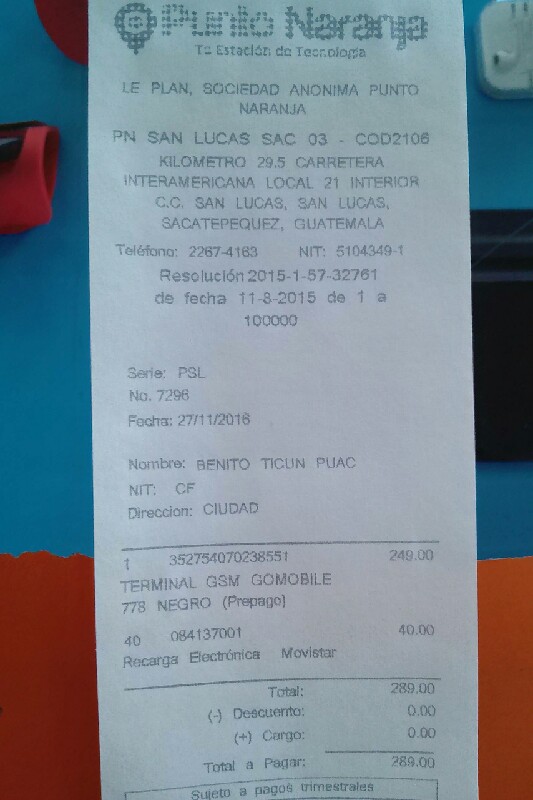 Punto Naranja
Tu Estación de Tecnología
LE PLAN, SOCIEDAD ANONIMA PUNTO
NARANJA
PN SAN LUCAS SAC 03 - COD2106
KILOMETRO 29.5 CARRETERA
INTERAMERICANA LOCAL 21 INTERIOR
C.C. SAN LUCAS, SAN LUCAS,
SACATEPEQUEZ, GUATEMALA
Teléfono: 2267-4163 NIT: 5104349-1
Resolución 2015-1-57-32761
de fecha 11-8-2015 de 1 a
100000
Serie: PSL
No. 7296
Fecha: 27/11/2016
Nombre: BENITO TICUN PUAC
NIT: CF
Direccion: CIUDAD
1 352754070238551 249.00
TERMINAL GSM GOMOBILE
778 NEGRO (Prepago)
40 084137001 40.00
Recarga Electrónica Movistar
Total: 289.00
(-) Descuento: 0.00
(+) Cargo: 0.00
Total a Pagar: 289.00
Sujeto a pagos trimestrales